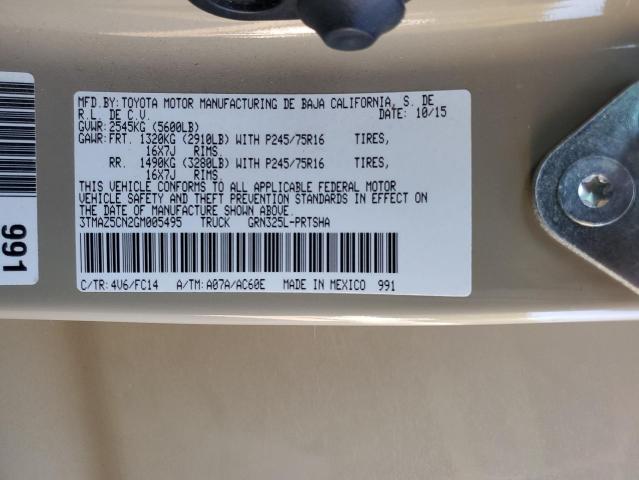 MFD.BY:TOYOTA MOTOR MANUFACTURING DE BAJA CALIFORNIA, S. DE
R.L. DE C.V. DATE: 10/15
GVWR:2545KG (5600LB)
GAWR:FRT. 1320KG (2910LB) WITH P245/75R16 TIRES,
16X7J RIMS.
RR. 1490KG (3280LB) WITH P245/75R16 TIRES,
16X7J RIMS.
THIS VEHICLE CONFORMS TO ALL APPLICABLE FEDERAL MOTOR
VEHICLE SAFETY AND THEFT PREVENTION STANDARDS IN EFFECT
ON THE DATE OF MANUFACTURE SHOWN ABOVE.
3TMAZ5CN2GM005495 TRUCK GRN325L-PRTSHA
C/TR: 4V6/FC14 A/TM: A07A/AC60E MADE IN MEXICO 991
991